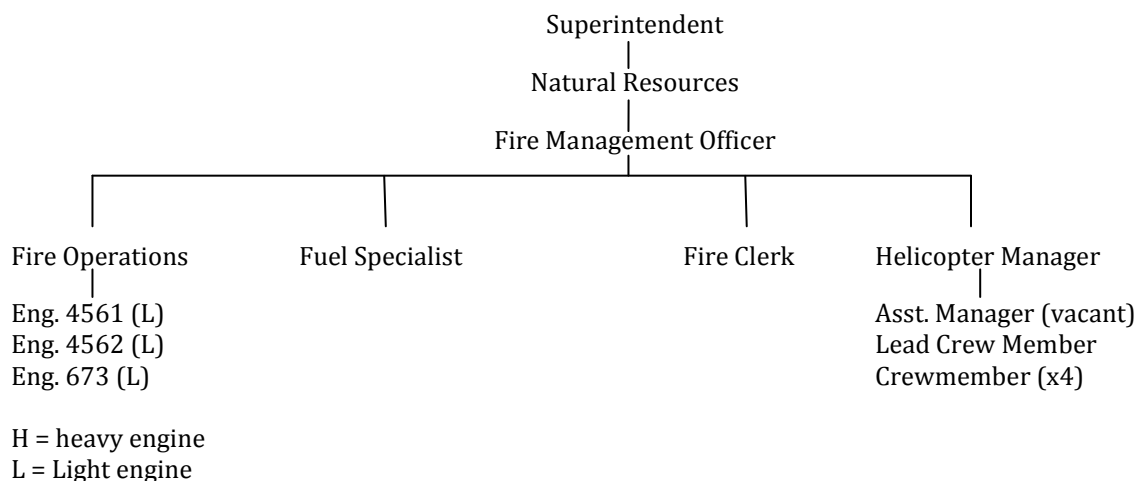 Superintendent
Natural Resources
Fire Management Officer
Fire Operations Fuel Specialist Fire Clerk Helicopter Manager
Eng. 4561 (L) Asst. Manager (vacant)
Eng. 4562 (L) Lead Crew Member
Eng. 673 (L) Crewmember (x4)
H = heavy engine
L = Light engine